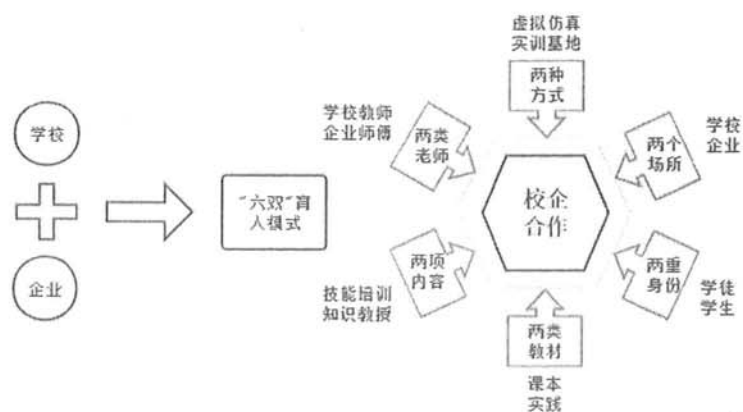 学校
企业
"六双"育
人模式
虚拟仿真
实训基地
两种
方式
学校教师
企业师傅
两类
老师
学校
企业
两个
场所
校企
合作
技能培训
知识教授
两项
内容
学徒
学生
两重
身份
两类
教材
课本
实践